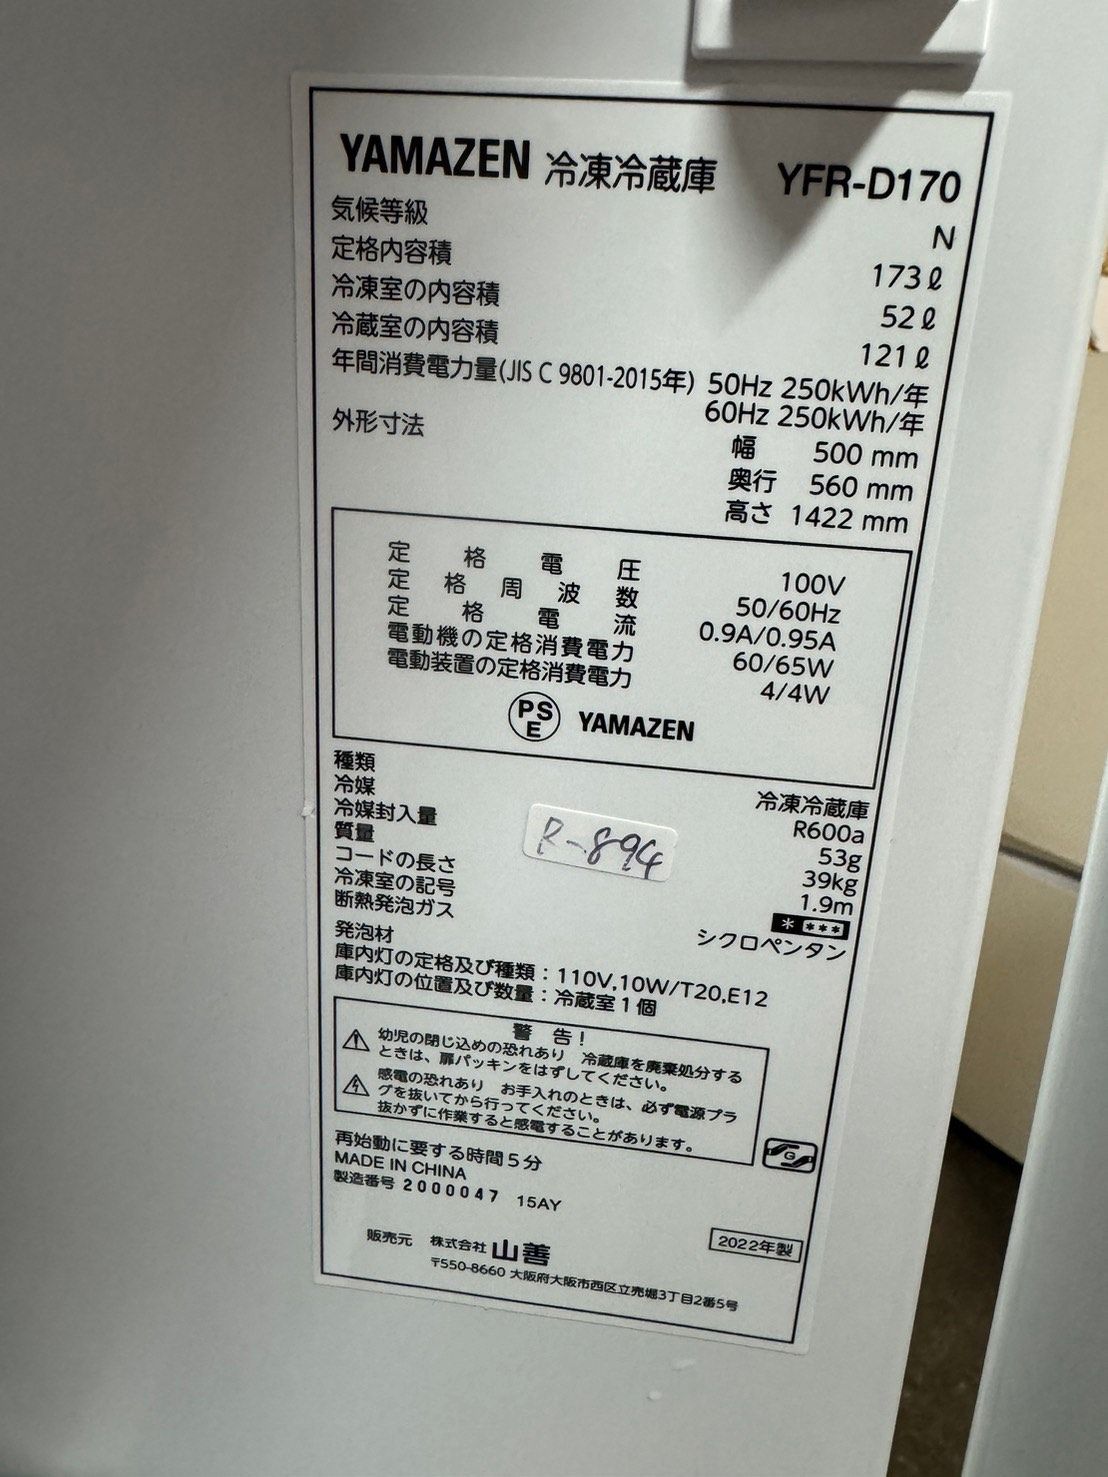 YAMAZEN 冷凍冷蔵庫 YFR-D170
気候等級 N
定格内容積 173ℓ
冷凍室の内容積 52ℓ
冷蔵室の内容積 121ℓ
年間消費電力量(JIS C 9801-2015年) 50Hz 250kWh/年
60Hz 250kWh/年
外形寸法 幅 500 mm
奥行 560 mm
高さ 1422 mm
定格電圧 100V
定格周波数 50/60Hz
定格電流 0.9A/0.95A
電動機の定格消費電力 60/65W
電動装置の定格消費電力 4/4W
PSE YAMAZEN
種類 冷凍冷蔵庫
冷媒 R600a
冷媒封入量 53g
質量 39kg
コードの長さ 1.9m
冷凍室の記号 * ***
断熱発泡ガス シクロペンタン
発泡材
R-894
庫内灯の定格及び種類:110V,10W/T20,E12
庫内灯の位置及び数量:冷蔵室1個
警告!
幼児の閉じ込めの恐れあり 冷蔵庫を廃棄処分する
ときは、扉パッキンをはずしてください。
感電の恐れあり お手入れのときは、必ず電源プラ
グを抜いてから行ってください。
抜かずに作業すると感電することがあります。
G
再始動に要する時間5分
MADE IN CHINA
製造番号 2000047 15AY
2022年製
販売元 株式会社 山善
〒550-8660 大阪府大阪市西区立売堀3丁目2番5号